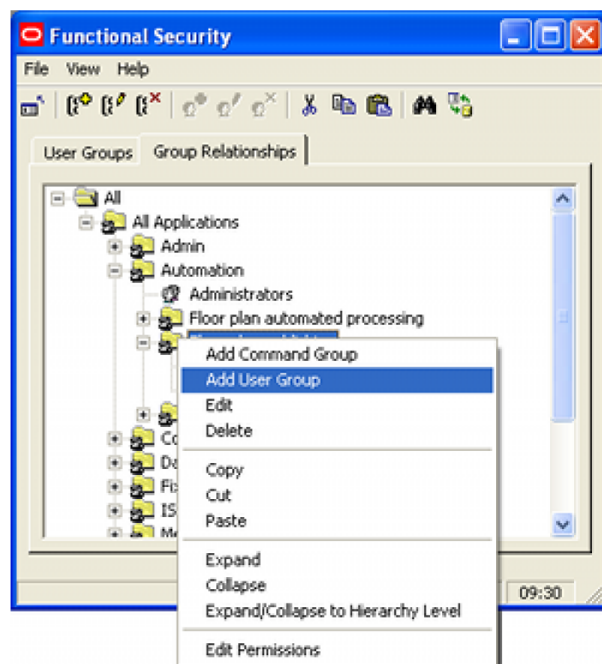 Functional Security
File View Help
User Groups Group Relationships
All
All Applications
Admin
Automation
Administrators
Floor plan automated processing
Add Command Group
Add User Group
Edit
Delete
Copy
Cut
Paste
Expand
Collapse
Expand/Collapse to Hierarchy Level
Edit Permissions
09:30